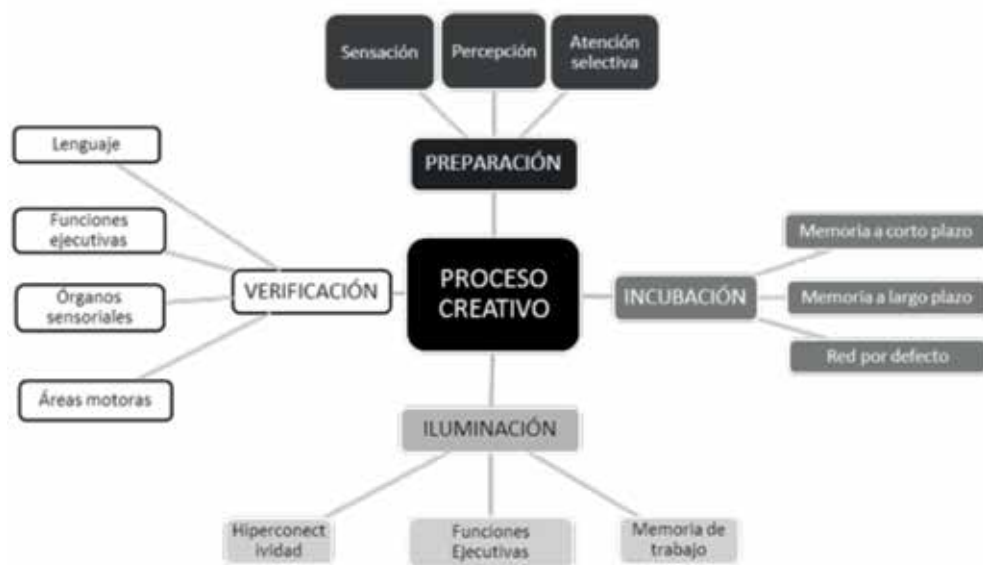 Sensación
Percepción
Atención
selectiva
PREPARACIÓN
Lenguaje
Funciones
ejecutivas
Órganos
sensoriales
Áreas motoras
VERIFICACIÓN
PROCESO
CREATIVO
INCUBACIÓN
Memoria a corto plazo
Memoria a largo plazo
Red por defecto
ILUMINACIÓN
Hiperconect
ividad
Funciones
Ejecutivas
Memoria de
trabajo